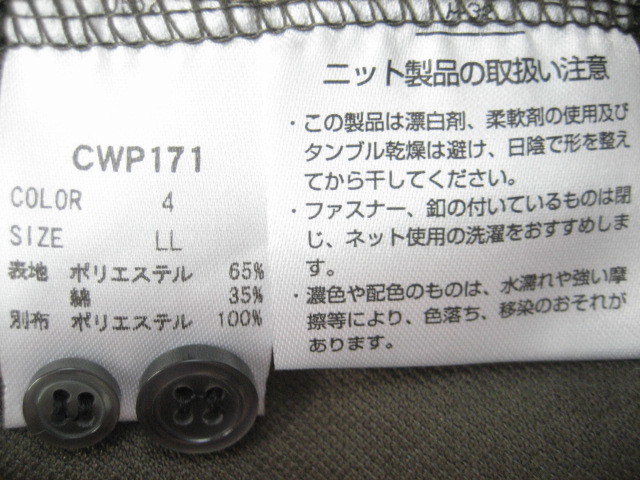 CWP171
COLOR 4
SIZE LL
表地 ポリエステル 65%
綿 35%
別布 ポリエステル 100%
ニット製品の取扱い注意
・この製品は漂白剤、柔軟剤の使用及び
タンブル乾燥は避け、日陰で形を整え
てから干してください。
・ファスナー、釦の付いているものは閉
じ、ネット使用の洗濯をおすすめしま
す。
・濃色や配色のものは、水濡れや強い摩
擦等により、色落ち、移染のおそれが
あります。